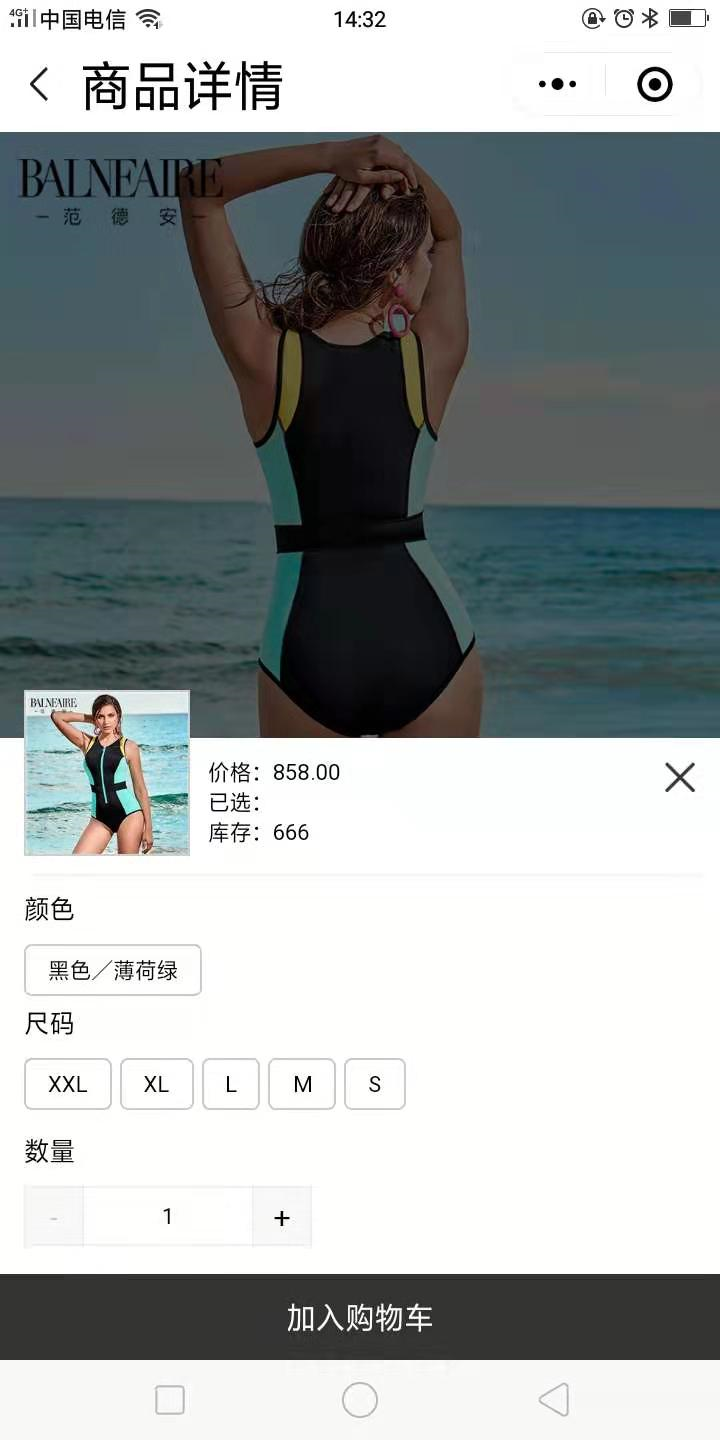 4G+ 中国电信 14:32
商品详情
BALNEAIRE
范德安
BALNEAIRE
价格：858.00
已选：
库存：666
颜色
黑色／薄荷绿
尺码
XXL XL L M S
数量
- 1 +
加入购物车